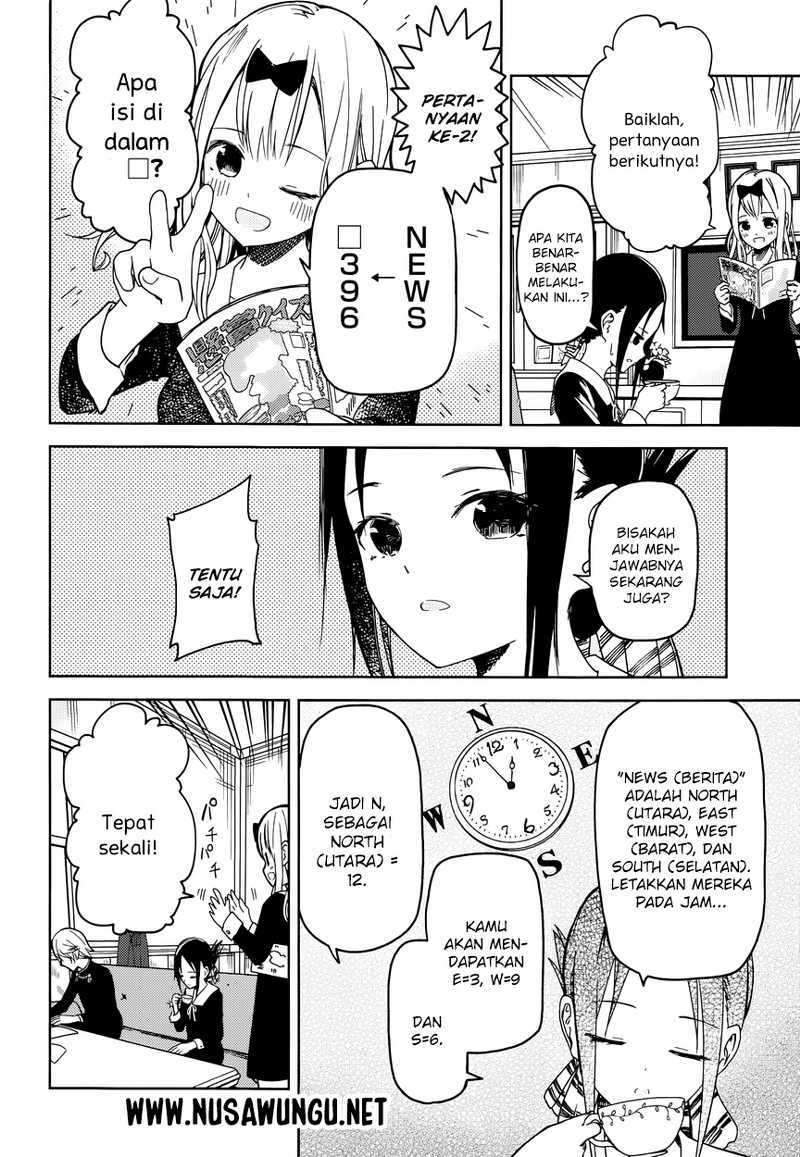 Baiklah,
pertanyaan
berikutnya!
APA KITA
BENAR-
BENAR
MELAKU-
KAN INI...?
PERTA-
NYAAN
KE-2!
NEWS
←
□396
Apa
isi di
dalam
□?
BISAKAH
AKU MEN-
JAWABNYA
SEKARANG
JUGA?
TENTU
SAJA!
"NEWS (BERITA)"
ADALAH NORTH
(UTARA), EAST
(TIMUR), WEST
(BARAT), DAN
SOUTH (SELATAN).
LETAKKAN MEREKA
PADA JAM...
N
E
W
S
JADI N,
SEBAGAI
NORTH
(UTARA) =
12.
KAMU
AKAN MEN-
DAPATKAN
E=3, W=9
DAN
S=6.
Tepat
sekali!
パチパチ
WWW.NUSAWUNGU.NET